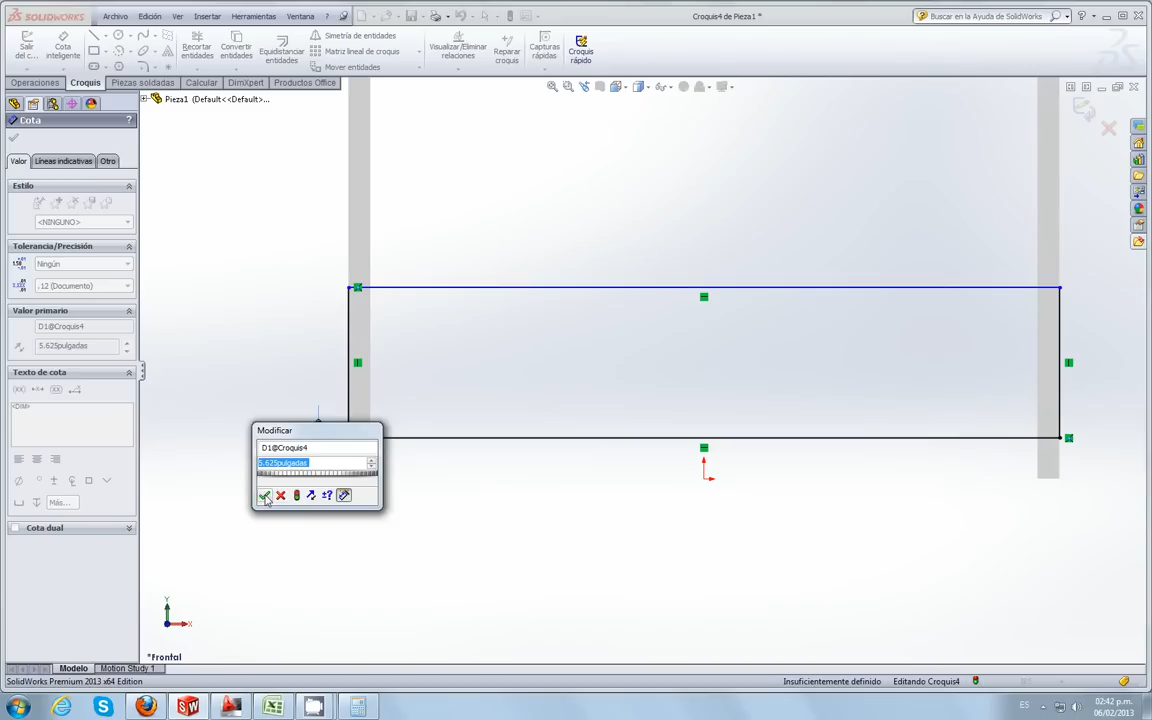 SOLIDWORKS
Archivo Edición Ver Insertar Herramientas Ventana ?
Croquis4 de Pieza1 *
Buscar en la Ayuda de SolidWorks
Salir del c...
Cota inteligente
Recortar entidades
Convertir entidades
Equidistanciar entidades
Simetría de entidades
Matriz lineal de croquis
Mover entidades
Visualizar/Eliminar relaciones
Reparar croquis
Capturas rápidas
Croquis rápido
Operaciones Croquis Piezas soldadas Calcular DimXpert Productos Office
Pieza1 (Default<<Default>...
Cota ?
Valor Líneas indicativas Otro
Estilo
<NINGUNO>
Tolerancia/Precisión
Ningún
.12 (Documento)
Valor primario
D1@Croquis4
5.625pulgadas
Texto de cota
<DIM>
Más...
Cota dual
Modificar
D1@Croquis4
5.625pulgadas
Y
X
*Frontal
Modelo Motion Study 1
SolidWorks Premium 2013 x64 Edition
Insuficientemente definido Editando Croquis4
ES
02:42 p.m.
06/02/2013